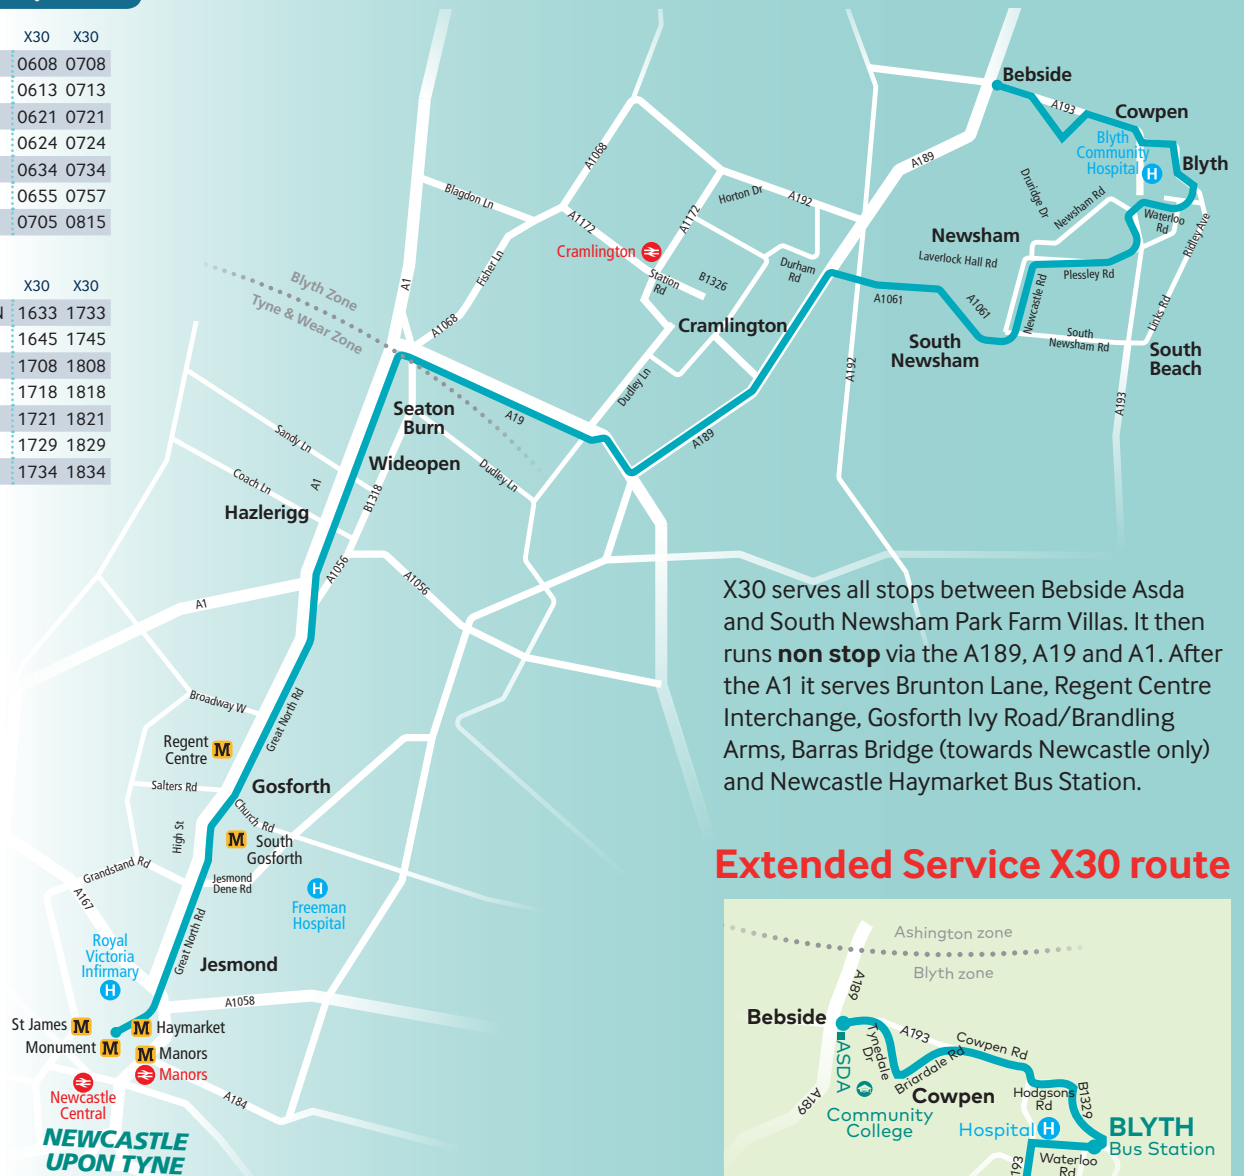 X30 X30
0608 0708
0613 0713
0621 0721
0624 0724
0634 0734
0655 0757
0705 0815
X30 X30
1633 1733
1645 1745
1708 1808
1718 1818
1721 1821
1729 1829
1734 1834
Bebside
A193
Cowpen
Blyth
Community
Hospital
H
Blyth
A189
A1068
Blagdon Ln
A1172
A1172
Horton Dr
A192
Druridge Dr
Newsham Rd
Waterloo
Rd
Ridley Ave
Newsham
Laverlock Hall Rd
Plessley Rd
Cramlington
Station
Rd
B1326
Durham
Rd
Fisher Ln
A1
Blyth Zone
Tyne & Wear Zone
A1068
Cramlington
A1061
A1061
Newcastle Rd
Links Rd
South
Newsham
South
Newsham Rd
South
Beach
Dudley Ln
A192
A193
Seaton
Burn
A19
A189
Sandy Ln
Wideopen
Dudley Ln
Coach Ln
A1
B1318
Hazlerigg
A1056
A1056
A1
X30 serves all stops between Bebside Asda
and South Newsham Park Farm Villas. It then
runs non stop via the A189, A19 and A1. After
the A1 it serves Brunton Lane, Regent Centre
Interchange, Gosforth Ivy Road/Brandling
Arms, Barras Bridge (towards Newcastle only)
and Newcastle Haymarket Bus Station.
Broadway W
Great North Rd
Regent
Centre
M
Salters Rd
Gosforth
Church Rd
High St
M
South
Gosforth
Grandstand Rd
Jesmond
Dene Rd
A167
H
Freeman
Hospital
Royal
Victoria
Infirmary
H
Great North Rd
Jesmond
A1058
St James M
M Haymarket
Monument M
M Manors
Manors
Newcastle
Central
A184
NEWCASTLE
UPON TYNE
Extended Service X30 route
Ashington zone
Blyth zone
A189
Bebside
ASDA
Tynedale
Dr
A193
Cowpen Rd
Briardale Rd
A189
Cowpen
Community
College
Hodgsons
Rd
B1329
Hospital H
BLYTH
Bus Station
Waterloo
Rd